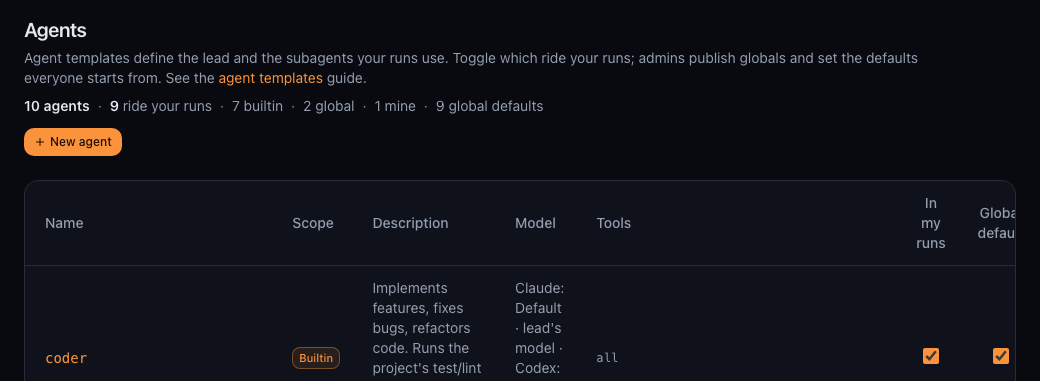 Agents
Agent templates define the lead and the subagents your runs use. Toggle which ride your runs; admins publish globals and set the defaults
everyone starts from. See the agent templates guide.
10 agents · 9 ride your runs · 7 builtin · 2 global · 1 mine · 9 global defaults
+ New agent
Name Scope Description Model Tools In my runs Globa defau
coder Builtin Implements features, fixes bugs, refactors code. Runs the project's test/lint Claude: Default · lead's model · Codex: all